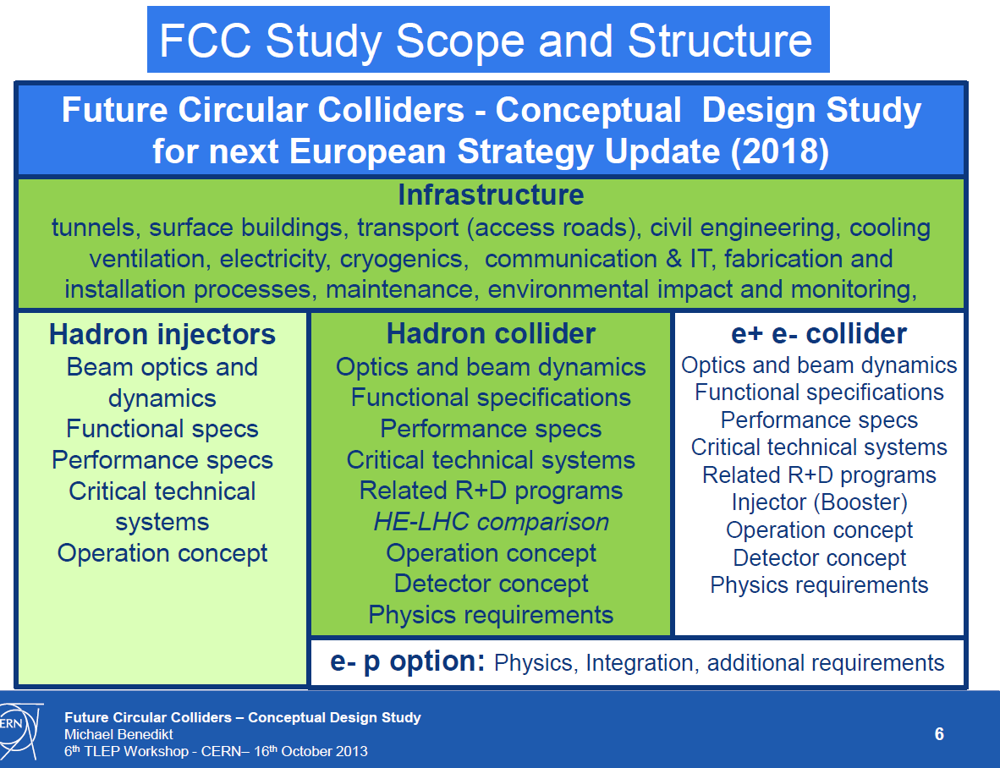 FCC Study Scope and Structure
Future Circular Colliders - Conceptual Design Study
for next European Strategy Update (2018)
Infrastructure
tunnels, surface buildings, transport (access roads), civil engineering, cooling
ventilation, electricity, cryogenics, communication & IT, fabrication and
installation processes, maintenance, environmental impact and monitoring,
Hadron injectors
Beam optics and
dynamics
Functional specs
Performance specs
Critical technical
systems
Operation concept
Hadron collider
Optics and beam dynamics
Functional specifications
Performance specs
Critical technical systems
Related R+D programs
HE-LHC comparison
Operation concept
Detector concept
Physics requirements
e+ e- collider
Optics and beam dynamics
Functional specifications
Performance specs
Critical technical systems
Related R+D programs
Injector (Booster)
Operation concept
Detector concept
Physics requirements
e- p option: Physics, Integration, additional requirements
ERN
Future Circular Colliders – Conceptual Design Study
Michael Benedikt
6th TLEP Workshop - CERN– 16th October 2013
6